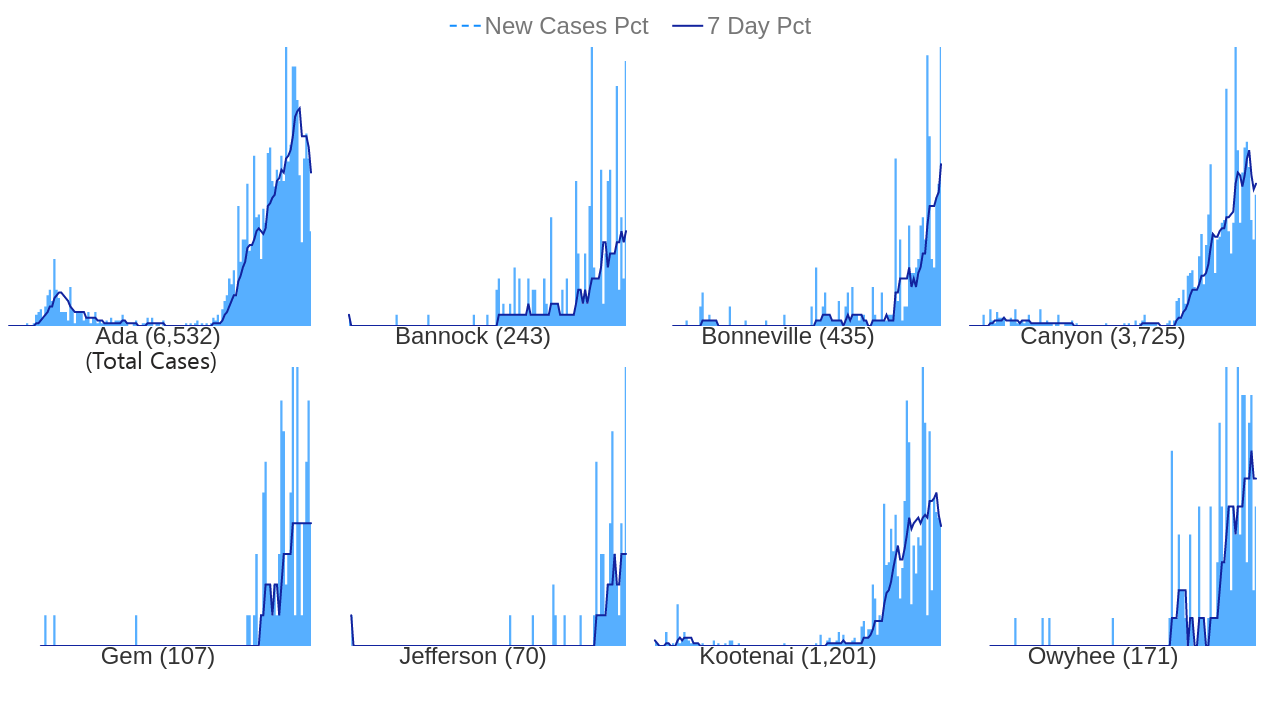 New Cases Pct 7 Day Pct
Ada (6,532) Bannock (243) Bonneville (435) Canyon (3,725)
(Total Cases)
Gem (107) Jefferson (70) Kootenai (1,201) Owyhee (171)